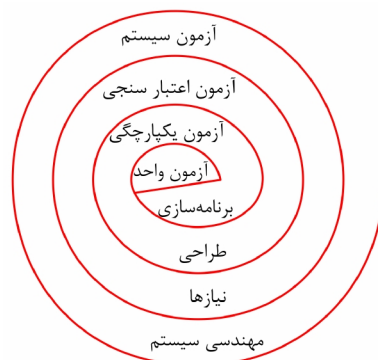 آزمون سیستم
آزمون اعتبار سنجی
آزمون یکپارچگی
آزمون واحد
برنامه‌سازی
طراحی
نیازها
مهندسی سیستم